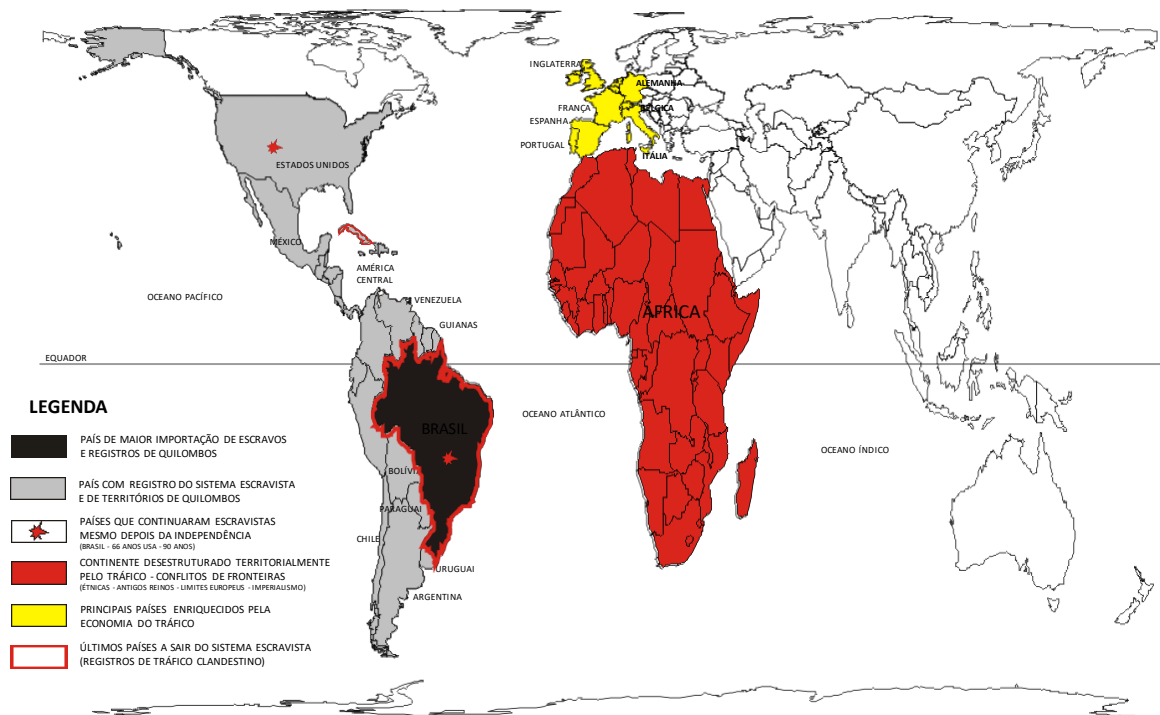 INGLATERRA
ALEMANHA
FRANÇA
BÉLGICA
ESPANHA
PORTUGAL
ITÁLIA
ESTADOS UNIDOS
MÉXICO
AMÉRICA
CENTRAL
OCEANO PACÍFICO
VENEZUELA
GUIANAS
ÁFRICA
EQUADOR
OCEANO ATLÂNTICO
BRASIL
OCEANO ÍNDICO
BOLÍVIA
PARAGUAI
CHILE
URUGUAI
ARGENTINA
LEGENDA
PAÍS DE MAIOR IMPORTAÇÃO DE ESCRAVOS
E REGISTROS DE QUILOMBOS
PAÍS COM REGISTRO DO SISTEMA ESCRAVISTA
E DE TERRITÓRIOS DE QUILOMBOS
PAÍSES QUE CONTINUARAM ESCRAVISTAS
MESMO DEPOIS DA INDEPENDÊNCIA
(BRASIL - 66 ANOS USA - 90 ANOS)
CONTINENTE DESESTRUTURADO TERRITORIALMENTE
PELO TRÁFICO - CONFLITOS DE FRONTEIRAS
(ÉTNICAS - ANTIGOS REINOS - LIMITES EUROPEUS - IMPERIALISMO)
PRINCIPAIS PAÍSES ENRIQUECIDOS PELA
ECONOMIA DO TRÁFICO
ÚLTIMOS PAÍSES A SAIR DO SISTEMA ESCRAVISTA
(REGISTROS DE TRÁFICO CLANDESTINO)